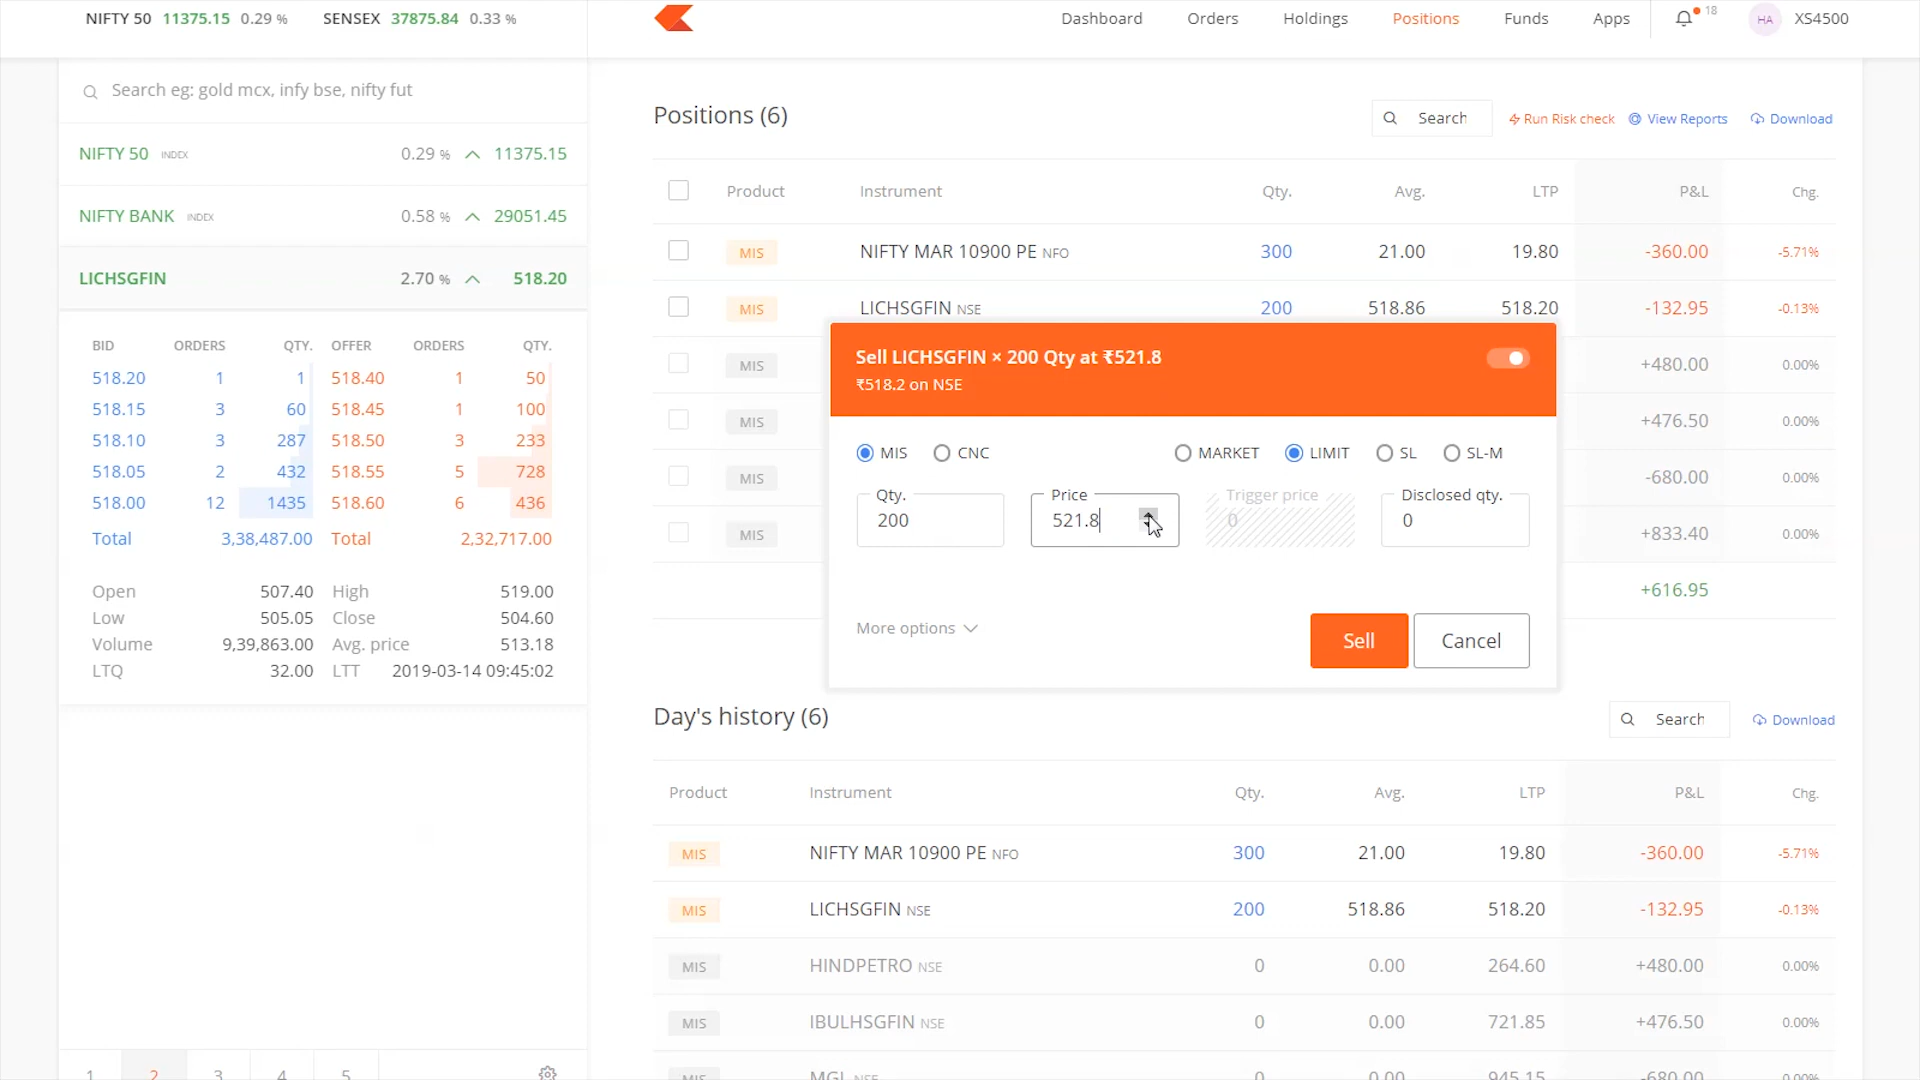 NIFTY 50 11375.15 0.29 % SENSEX 37875.84 0.33 %
Dashboard Orders Holdings Positions Funds Apps 18 HA XS4500
Search eg: gold mcx, infy bse, nifty fut
NIFTY 50 INDEX 0.29 % 11375.15
NIFTY BANK INDEX 0.58 % 29051.45
LICHSGFIN 2.70 % 518.20
BID ORDERS QTY. OFFER ORDERS QTY.
518.20 1 1 518.40 1 50
518.15 3 60 518.45 1 100
518.10 3 287 518.50 3 233
518.05 2 432 518.55 5 728
518.00 12 1435 518.60 6 436
Total 3,38,487.00 Total 2,32,717.00
Open 507.40 High 519.00
Low 505.05 Close 504.60
Volume 9,39,863.00 Avg. price 513.18
LTQ 32.00 LTT 2019-03-14 09:45:02
1 2 3 4 5
Positions (6)
Search Run Risk check View Reports Download
Product Instrument Qty. Avg. LTP P&L Chg.
MIS NIFTY MAR 10900 PE NFO 300 21.00 19.80 -360.00 -5.71%
MIS LICHSGFIN NSE 200 518.86 518.20 -132.95 -0.13%
MIS +480.00 0.00%
MIS +476.50 0.00%
MIS -680.00 0.00%
MIS +833.40 0.00%
+616.95
Sell LICHSGFIN × 200 Qty at ₹521.8
₹518.2 on NSE
MIS CNC MARKET LIMIT SL SL-M
Qty. Price Trigger price Disclosed qty.
200 521.8 0 0
More options Sell Cancel
Day's history (6)
Search Download
Product Instrument Qty. Avg. LTP P&L Chg.
MIS NIFTY MAR 10900 PE NFO 300 21.00 19.80 -360.00 -5.71%
MIS LICHSGFIN NSE 200 518.86 518.20 -132.95 -0.13%
MIS HINDPETRO NSE 0 0.00 264.60 +480.00 0.00%
MIS IBULHSGFIN NSE 0 0.00 721.85 +476.50 0.00%
MIS MGL NSE 0 0.00 945.15 -680.00 0.00%